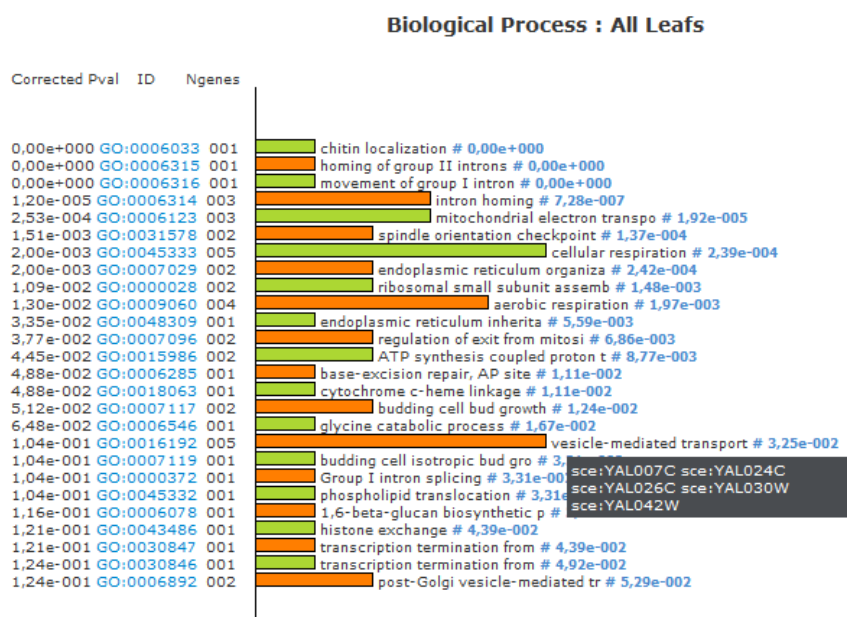 Biological Process : All Leafs
Corrected Pval ID Ngenes
0,00e+000 GO:0006033 001 chitin localization # 0,00e+000
0,00e+000 GO:0006315 001 homing of group II introns # 0,00e+000
0,00e+000 GO:0006316 001 movement of group I intron # 0,00e+000
1,20e-005 GO:0006314 003 intron homing # 7,28e-007
2,53e-004 GO:0006123 003 mitochondrial electron transpo # 1,92e-005
1,51e-003 GO:0031578 002 spindle orientation checkpoint # 1,37e-004
2,00e-003 GO:0045333 005 cellular respiration # 2,39e-004
2,00e-003 GO:0007029 002 endoplasmic reticulum organiza # 2,42e-004
1,09e-002 GO:0000028 002 ribosomal small subunit assemb # 1,48e-003
1,30e-002 GO:0009060 004 aerobic respiration # 1,97e-003
3,35e-002 GO:0048309 001 endoplasmic reticulum inherita # 5,59e-003
3,77e-002 GO:0007096 002 regulation of exit from mitosi # 6,86e-003
4,45e-002 GO:0015986 002 ATP synthesis coupled proton t # 8,77e-003
4,88e-002 GO:0006285 001 base-excision repair, AP site # 1,11e-002
4,88e-002 GO:0018063 001 cytochrome c-heme linkage # 1,11e-002
5,12e-002 GO:0007117 002 budding cell bud growth # 1,24e-002
6,48e-002 GO:0006546 001 glycine catabolic process # 1,67e-002
1,04e-001 GO:0016192 005 vesicle-mediated transport # 3,25e-002
1,04e-001 GO:0007119 001 budding cell isotropic bud gro #
1,04e-001 GO:0000372 001 Group I intron splicing #
1,04e-001 GO:0045332 001 phospholipid translocation #
1,16e-001 GO:0006078 001 1,6-beta-glucan biosynthetic p #
1,21e-001 GO:0043486 001 histone exchange # 4,39e-002
1,21e-001 GO:0030847 001 transcription termination from # 4,39e-002
1,24e-001 GO:0030846 001 transcription termination from # 4,92e-002
1,24e-001 GO:0006892 002 post-Golgi vesicle-mediated tr # 5,29e-002
sce:YAL007C sce:YAL024C
sce:YAL026C sce:YAL030W
sce:YAL042W